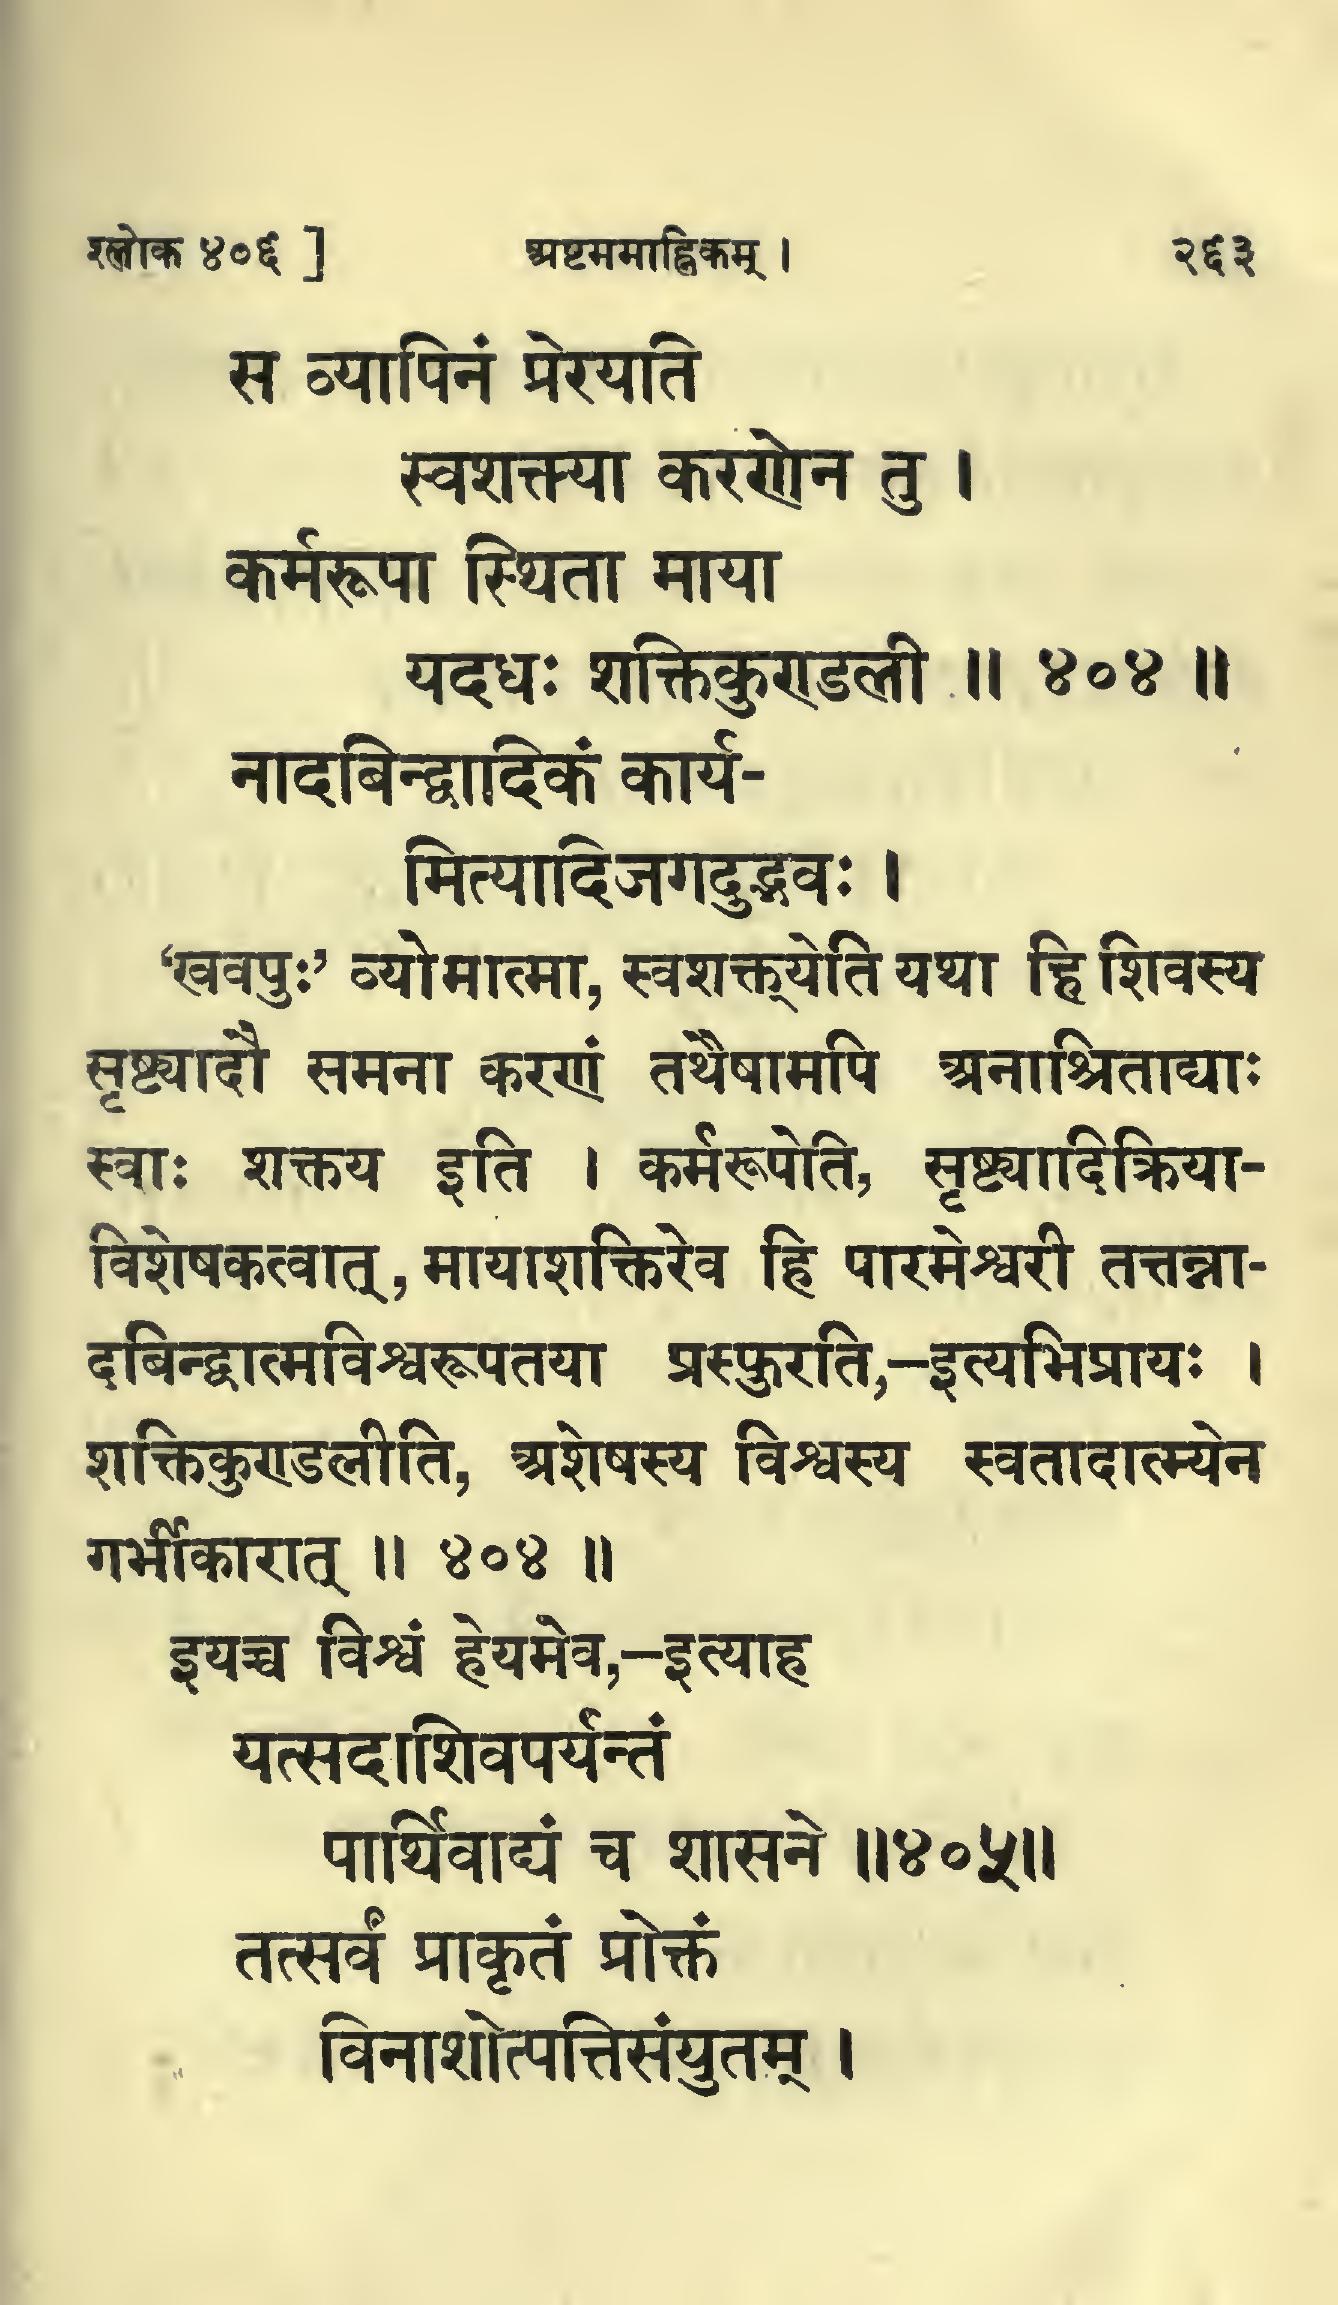 श्लोक ४०६ ] अष्टममाह्निकम् । २६३
स व्यापिनं प्रेरयति
स्वशक्त्या करणेन तु ।
कर्मरूपा स्थिता माया
यदधः शक्तिकुण्डली ॥ ४०४ ॥
नादबिन्द्वादिकं कार्य-
मित्यादिजगदुद्भवः ।
‘खवपुः’ व्योमात्मा, स्वशक्त्येति यथा हि शिवस्य
सृष्ट्यादौ समना करणं तथैषामपि अनाश्रिताद्याः
स्वाः शक्तय इति । कर्मरूपेति, सृष्ट्यादिक्रिया-
विशेषकत्वात्, मायाशक्तिरेव हि पारमेश्वरी तत्तन्ना-
दबिन्द्वात्मविश्वरूपतया प्रस्फुरति,—इत्यभिप्रायः ।
शक्तिकुण्डलीति, अशेषस्य विश्वस्य स्वतादात्म्येन
गर्भीकारात् ॥ ४०४ ॥
इयच्च विश्वं हेयमेव,—इत्याह
यत्सदाशिवपर्यन्तं
पार्थिवाद्यं च शासने ॥४०५॥
तत्सर्वं प्राकृतं प्रोक्तं
विनाशोत्पत्तिसंयुतम् ।